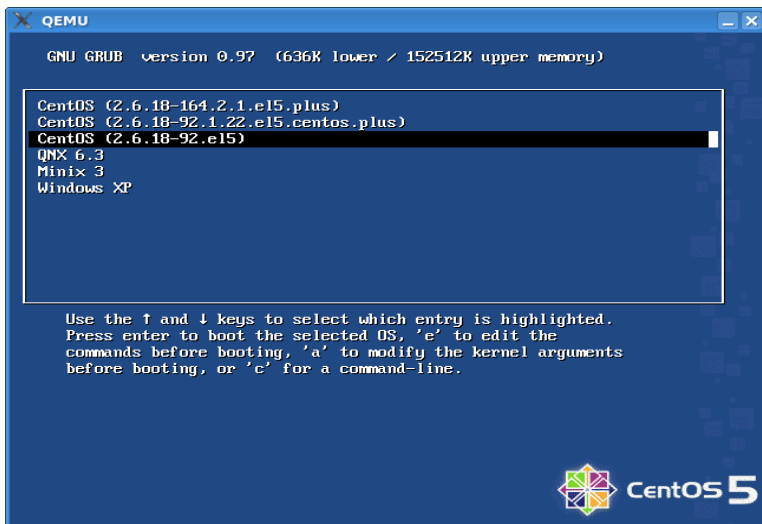 QEMU
GNU GRUB version 0.97 (636K lower / 152512K upper memory)
CentOS (2.6.18-164.2.1.el5.plus)
CentOS (2.6.18-92.1.22.el5.centos.plus)
CentOS (2.6.18-92.el5)
QNX 6.3
Minix 3
Windows XP
Use the ↑ and ↓ keys to select which entry is highlighted.
Press enter to boot the selected OS, 'e' to edit the
commands before booting, 'a' to modify the kernel arguments
before booting, or 'c' for a command-line.
CentOS 5